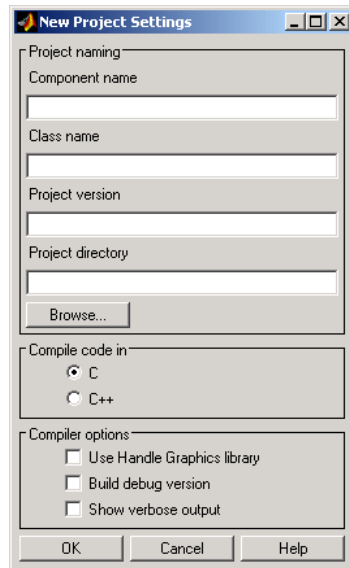 New Project Settings
Project naming
Component name
Class name
Project version
Project directory
Browse...
Compile code in
C
C++
Compiler options
Use Handle Graphics library
Build debug version
Show verbose output
OK Cancel Help